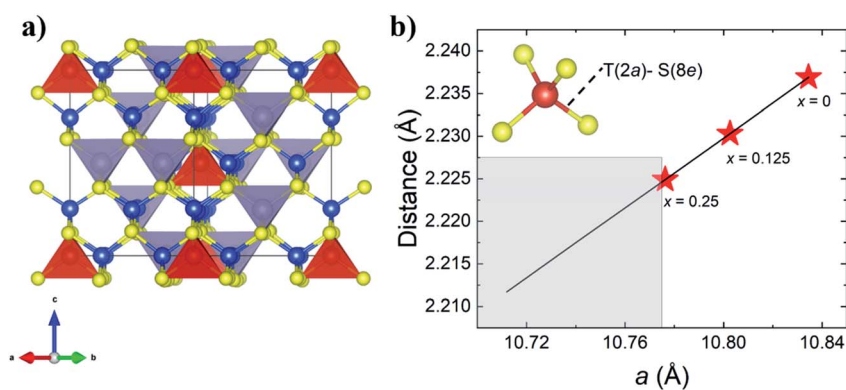 a)
c
a
b
b)
Distance (Å)
2.240
2.235
2.230
2.225
2.220
2.215
2.210
T(2a)- S(8e)
x = 0
x = 0.125
x = 0.25
10.72
10.76
10.80
10.84
a (Å)